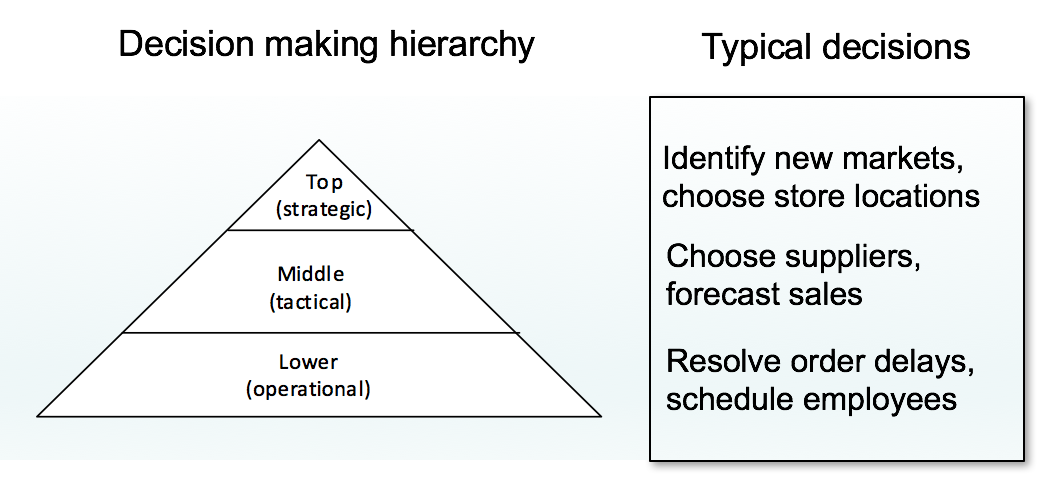 Decision making hierarchy
Typical decisions
Top
(strategic)
Middle
(tactical)
Lower
(operational)
Identify new markets,
choose store locations
Choose suppliers,
forecast sales
Resolve order delays,
schedule employees